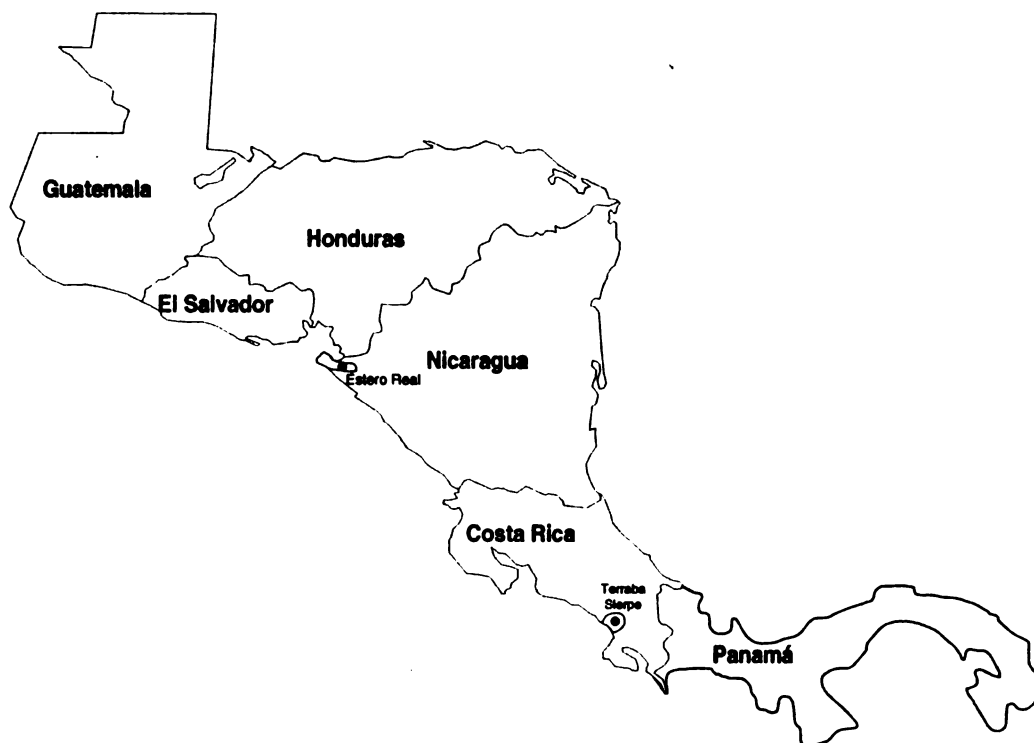 Guatemala
Honduras
El Salvador
Nicaragua
Estero Real
Costa Rica
Terraba
Sierpe
Panamá